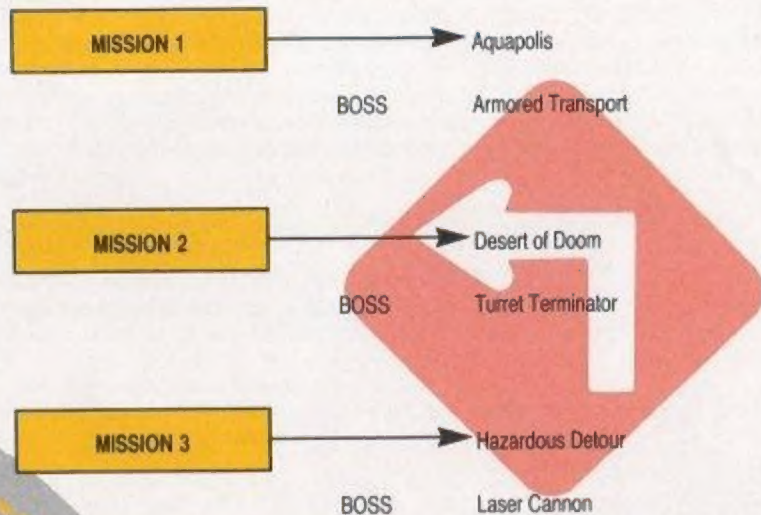 MISSION 1 Aquapolis
BOSS Armored Transport
MISSION 2 Desert of Doom
BOSS Turret Terminator
MISSION 3 Hazardous Detour
BOSS Laser Cannon